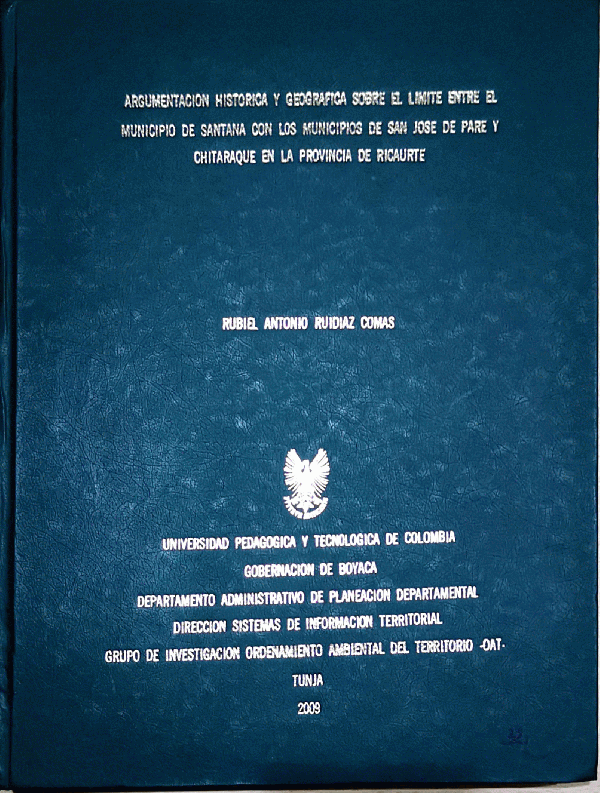 ARGUMENTACION HISTORICA Y GEOGRAFICA SOBRE EL LIMITE ENTRE EL
MUNICIPIO DE SANTANA CON LOS MUNICIPIOS DE SAN JOSE DE PARE Y
CHITARAQUE EN LA PROVINCIA DE RICAURTE
RUBIEL ANTONIO RUIDIAZ COMAS
UNIVERSIDAD PEDAGOGICA Y TECNOLOGICA DE COLOMBIA
GOBERNACION DE BOYACA
DEPARTAMENTO ADMINISTRATIVO DE PLANEACION DEPARTAMENTAL
DIRECCION SISTEMAS DE INFORMACION TERRITORIAL
GRUPO DE INVESTIGACION ORDENAMIENTO AMBIENTAL DEL TERRITORIO -OAT-
TUNJA
2009